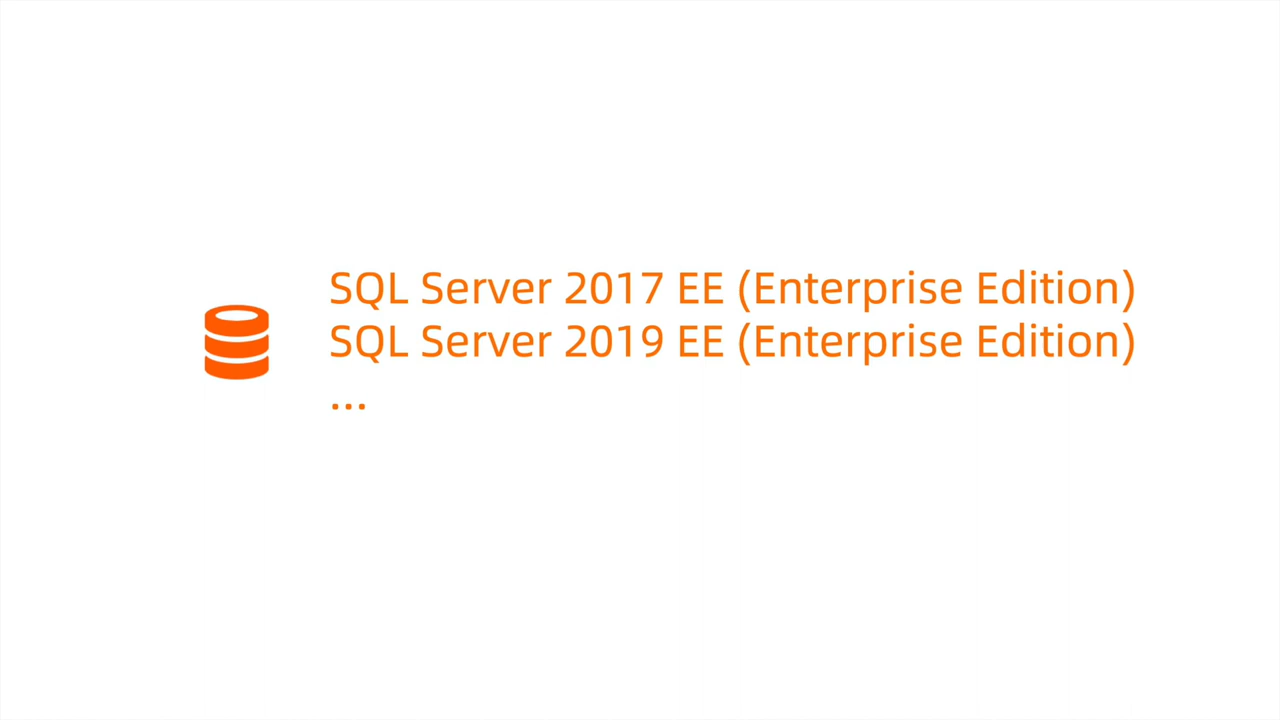 SQL Server 2017 EE (Enterprise Edition)
SQL Server 2019 EE (Enterprise Edition)
...